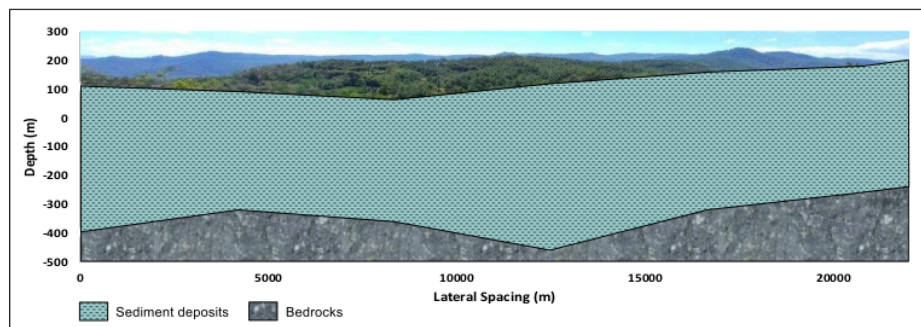 300
200
100
0
-100
-200
-300
-400
-500
Depth (m)
0 5000 10000 15000 20000
Lateral Spacing (m)
Sediment deposits Bedrocks